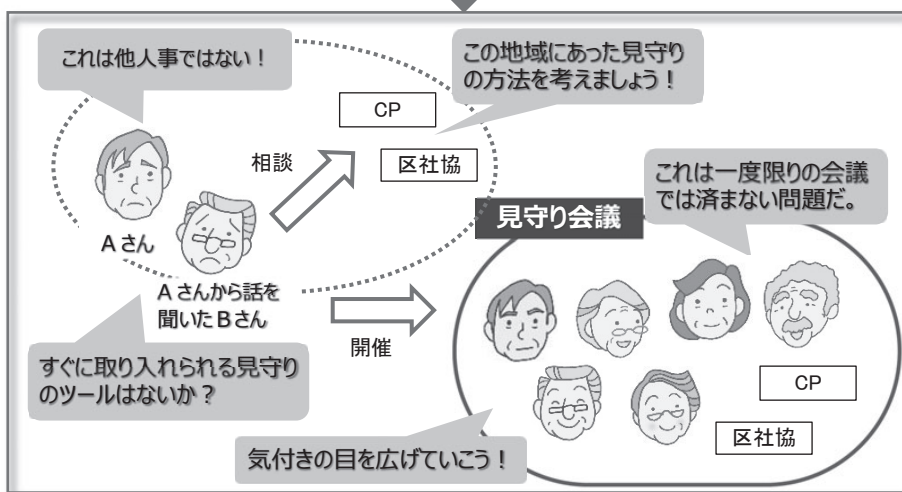 これは他人事ではない！
この地域にあった見守り
の方法を考えましょう！
CP
区社協
相談
Aさん
Aさんから話を
聞いたBさん
すぐに取り入れられる見守り
のツールはないか？
開催
見守り会議
これは一度限りの会議
では済まない問題だ。
CP
区社協
気付きの目を広げていこう！